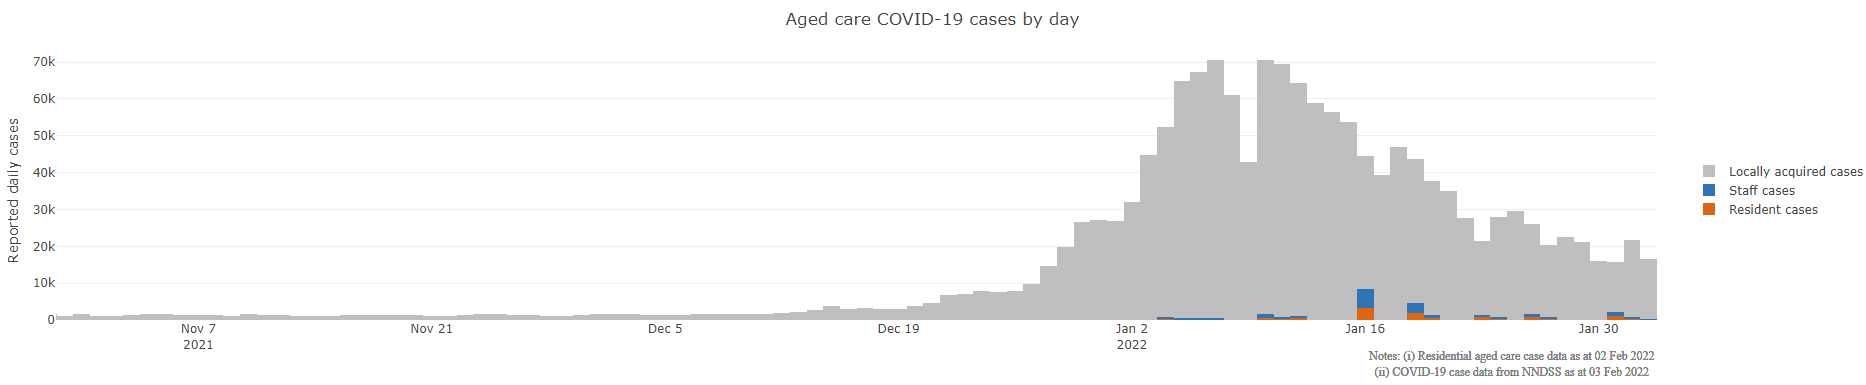 Aged care COVID-19 cases by day
Reported daily cases
70k
60k
50k
40k
30k
20k
10k
0
Nov 7
2021
Nov 21
Dec 5
Dec 19
Jan 2
2022
Jan 16
Jan 30
Locally acquired cases
Staff cases
Resident cases
Notes: (i) Residential aged care case data as at 02 Feb 2022
(ii) COVID-19 case data from NNDSS as at 03 Feb 2022